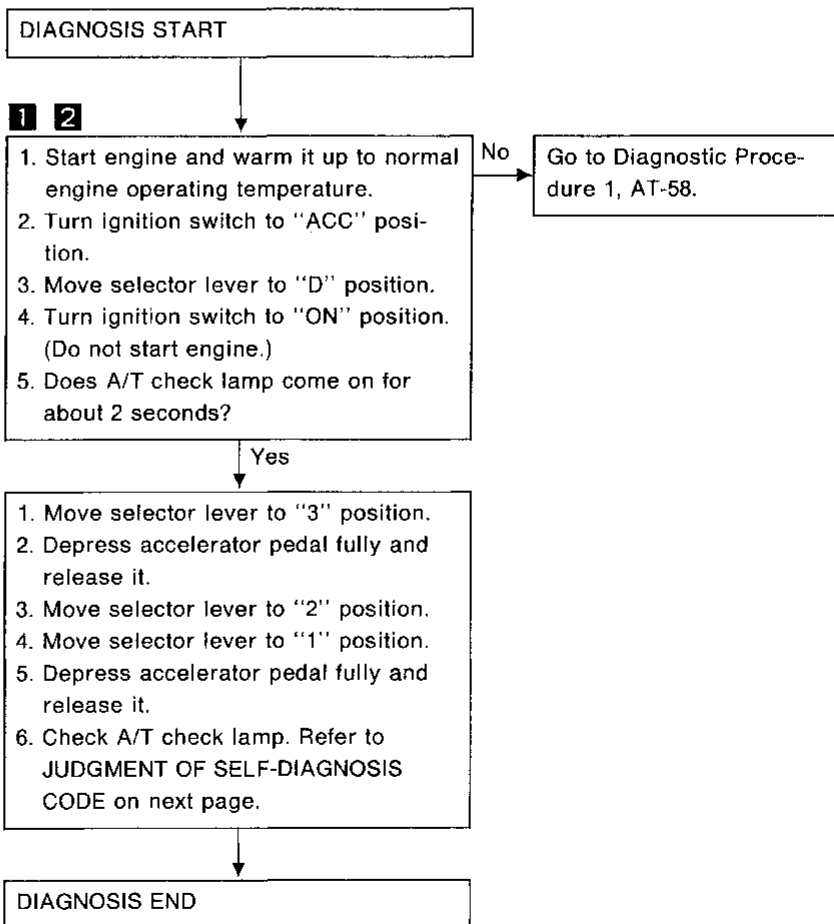 DIAGNOSIS START
1 2
1. Start engine and warm it up to normal
engine operating temperature.
2. Turn ignition switch to "ACC" posi-
tion.
3. Move selector lever to "D" position.
4. Turn ignition switch to "ON" position.
(Do not start engine.)
5. Does A/T check lamp come on for
about 2 seconds?
No
Go to Diagnostic Proce-
dure 1, AT-58.
Yes
1. Move selector lever to "3" position.
2. Depress accelerator pedal fully and
release it.
3. Move selector lever to "2" position.
4. Move selector lever to "1" position.
5. Depress accelerator pedal fully and
release it.
6. Check A/T check lamp. Refer to
JUDGMENT OF SELF-DIAGNOSIS
CODE on next page.
DIAGNOSIS END